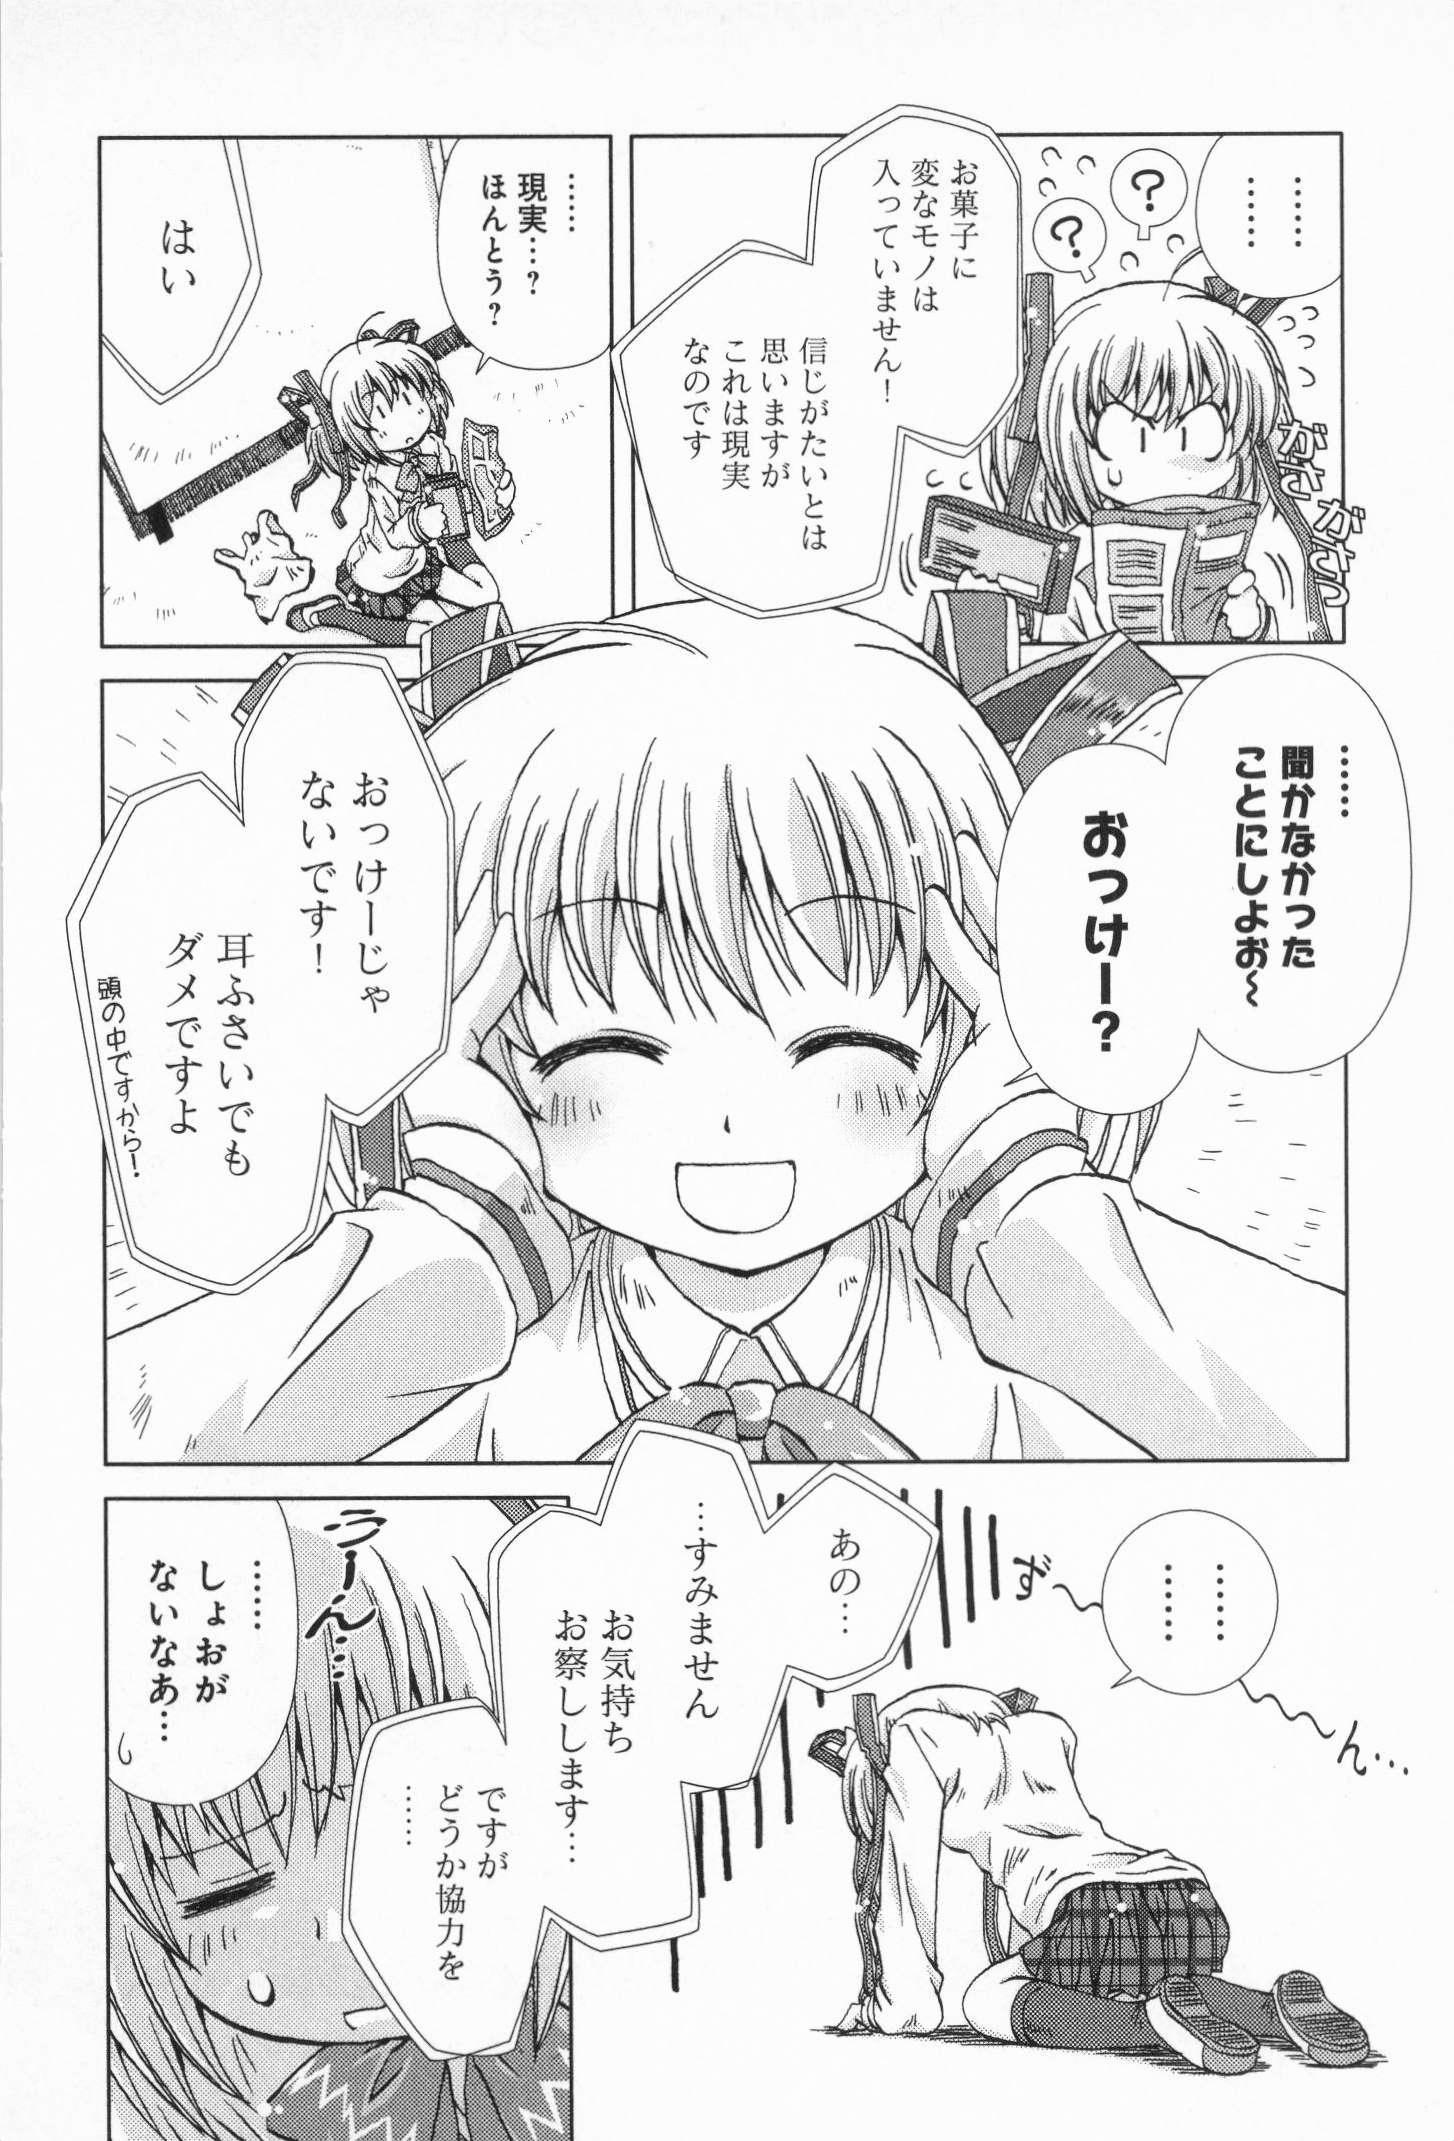 ……
……
？
？
がさ
がさっ
お菓子に
変なモノは
入っていません！
信じがたいとは
思いますが
これは現実
なのです
……
現実…？
ほんとう？
はい
……
聞かなかった
ことにしよお～
おっけー？
おっけーじゃ
ないです！
耳ふさいでも
ダメですよ
頭の中ですから！
……
……
ず～ん…
あの…
…すみません
お気持ち
お察しします…
ですが
どうか協力を
……
うーん…
……
しょおが
ないなあ…